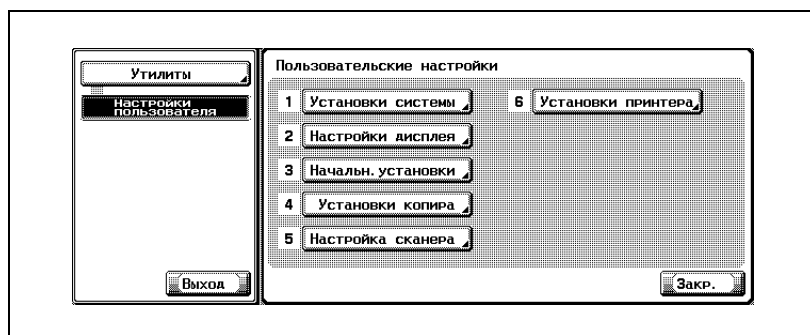 Утилиты
Настройки
пользователя
Выход
Пользовательские настройки
1 Установки системы
2 Настройки дисплея
3 Начальн. установки
4 Установки копира
5 Настройка сканера
6 Установки принтера
Закр.